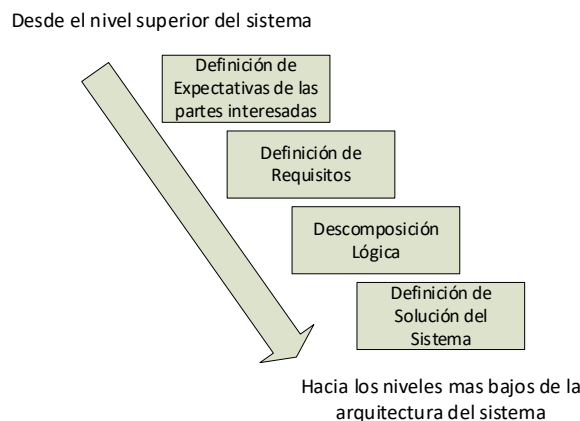 Desde el nivel superior del sistema
Definición de
Expectativas de las
partes interesadas
Definición de
Requisitos
Descomposición
Lógica
Definición de
Solución del
Sistema
Hacia los niveles mas bajos de la
arquitectura del sistema